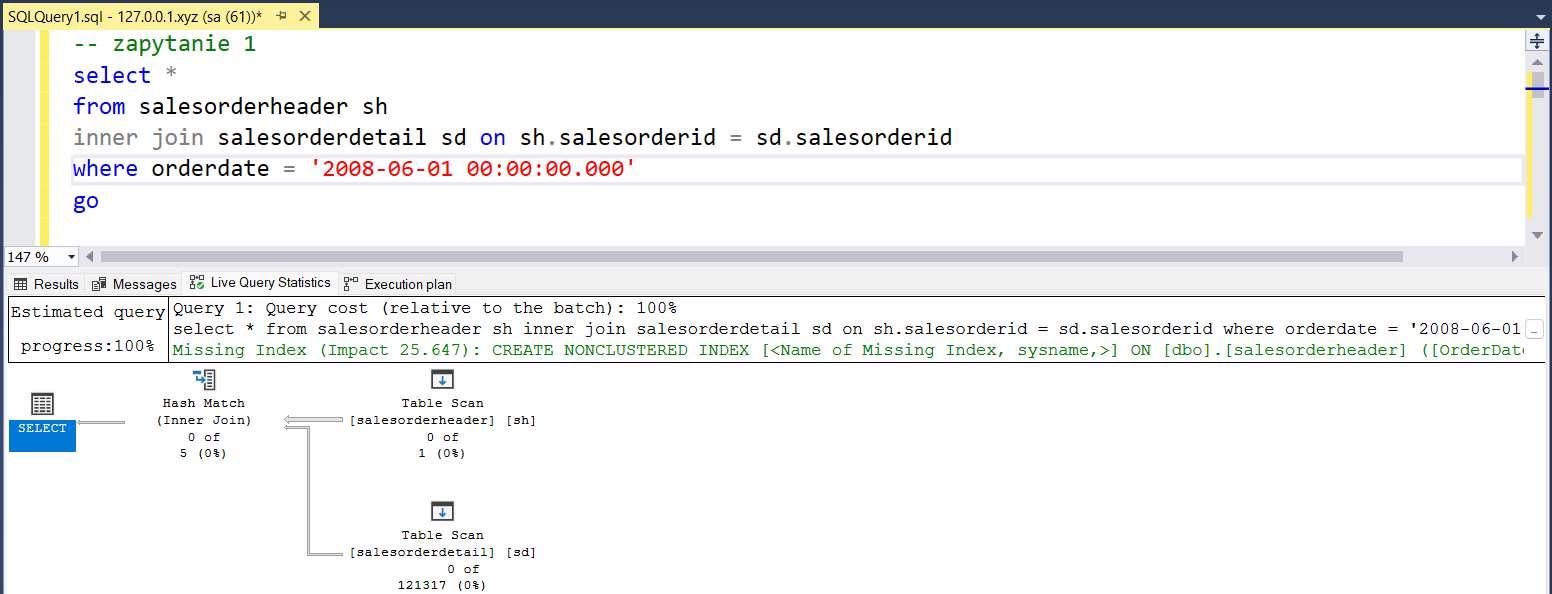 SQLQuery1.sql - 127.0.0.1.xyz (sa (61))*
-- zapytanie 1
select *
from salesorderheader sh
inner join salesorderdetail sd on sh.salesorderid = sd.salesorderid
where orderdate = '2008-06-01 00:00:00.000'
go
147 %
Results Messages Live Query Statistics Execution plan
Estimated query progress:100%
Query 1: Query cost (relative to the batch): 100%
select * from salesorderheader sh inner join salesorderdetail sd on sh.salesorderid = sd.salesorderid where orderdate = '2008-06-01 ...
Missing Index (Impact 25.647): CREATE NONCLUSTERED INDEX [<Name of Missing Index, sysname,>] ON [dbo].[salesorderheader] ([OrderDat
SELECT
Hash Match
(Inner Join)
0 of
5 (0%)
Table Scan
[salesorderheader] [sh]
0 of
1 (0%)
Table Scan
[salesorderdetail] [sd]
0 of
121317 (0%)